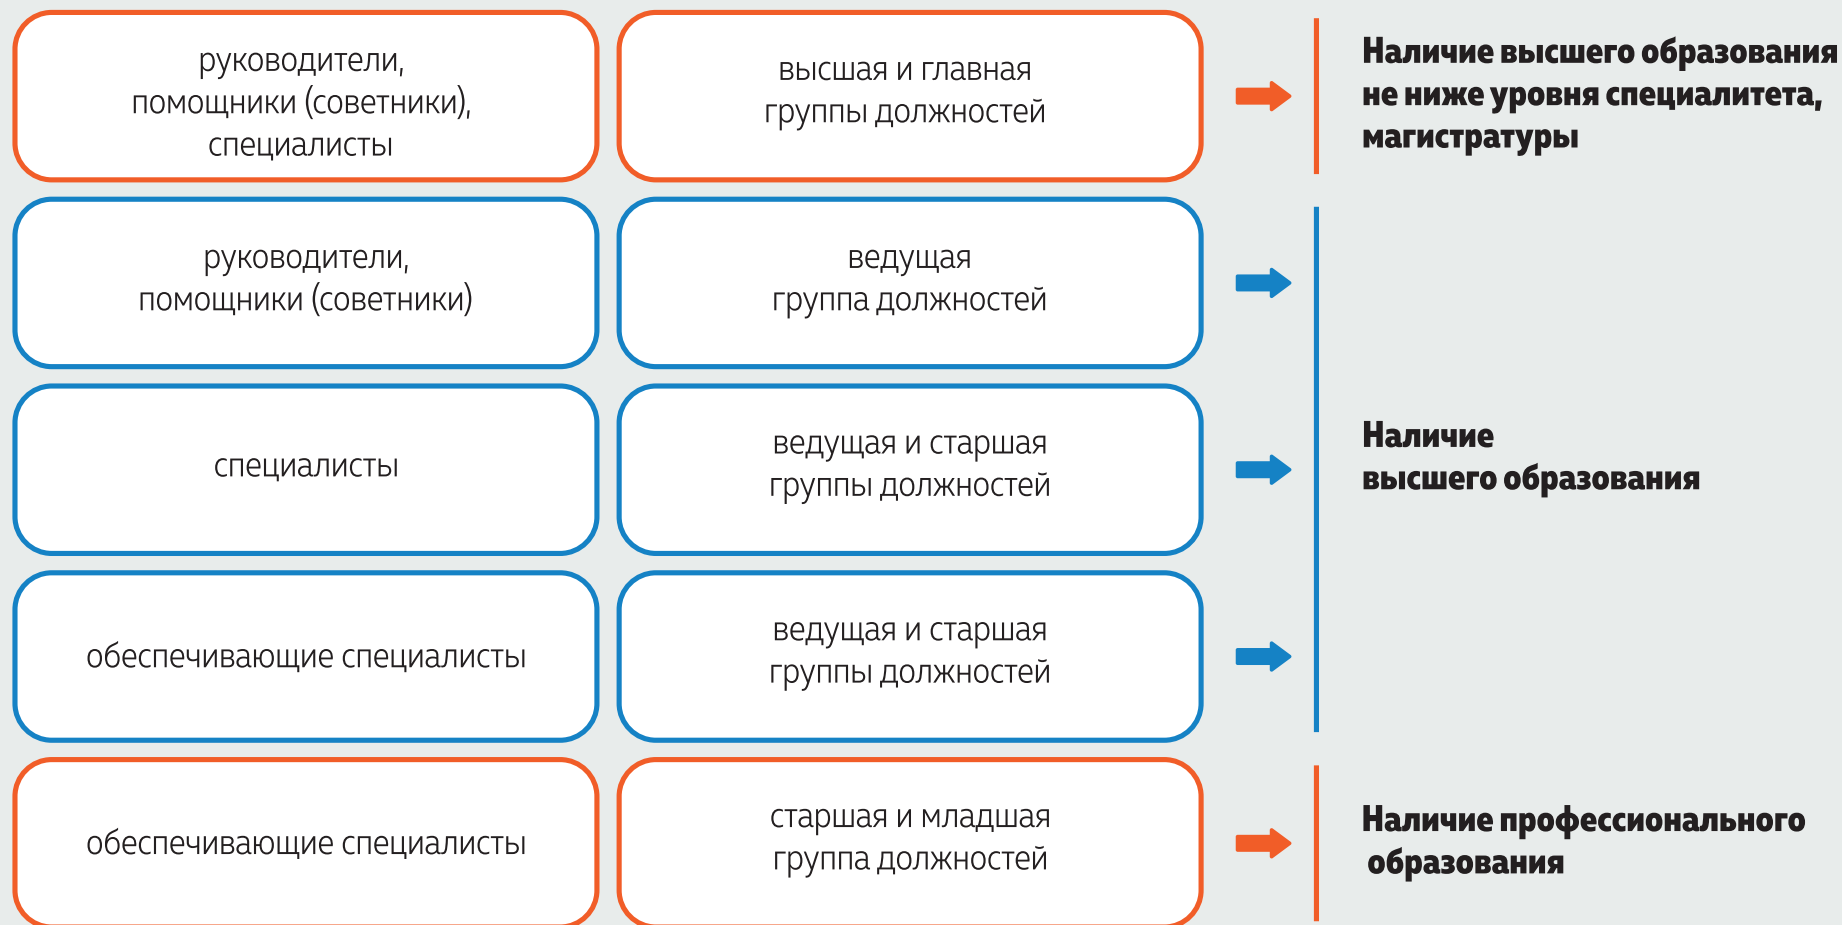 руководители,
помощники (советники),
специалисты
высшая и главная
группы должностей
Наличие высшего образования
не ниже уровня специалитета,
магистратуры
руководители,
помощники (советники)
ведущая
группа должностей
специалисты
ведущая и старшая
группы должностей
Наличие
высшего образования
обеспечивающие специалисты
ведущая и старшая
группы должностей
обеспечивающие специалисты
старшая и младшая
группа должностей
Наличие профессионального
образования